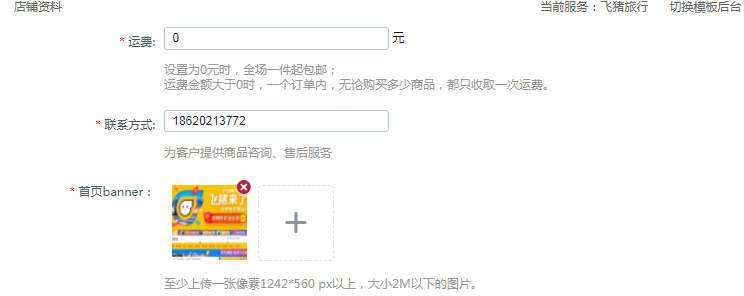 店铺资料
当前服务：飞猪旅行 切换模板后台
* 运费: 0 元
设置为0元时，全场一件起包邮；
运费金额大于0时，一个订单内，无论购买多少商品，都只收取一次运费。
* 联系方式: 18620213772
为客户提供商品咨询、售后服务
* 首页banner：
飞猪来了
至少上传一张像素1242*560 px以上，大小2M以下的图片。